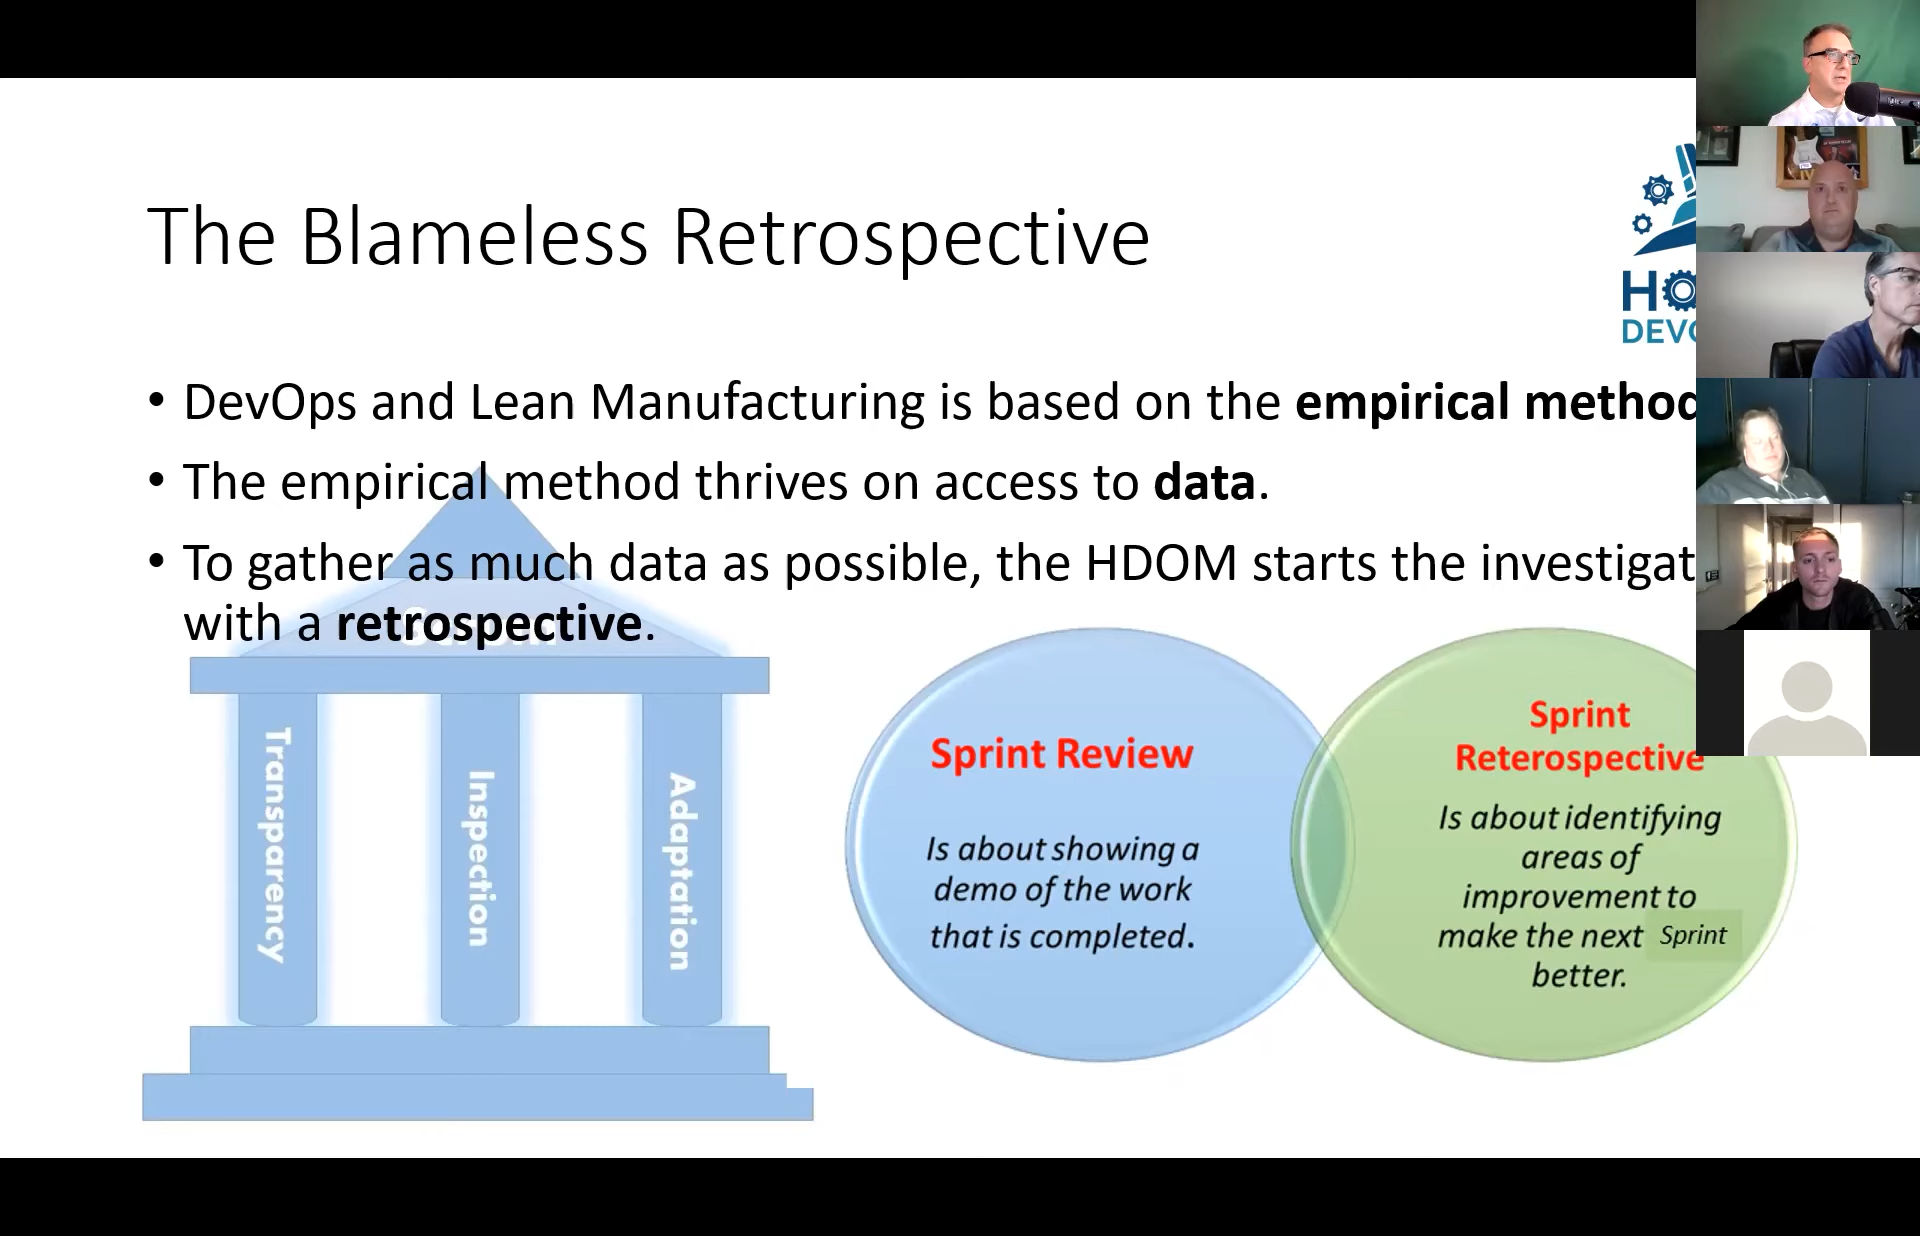 The Blameless Retrospective
HO
DEVO
• DevOps and Lean Manufacturing is based on the empirical method
• The empirical method thrives on access to data.
• To gather as much data as possible, the HDOM starts the investigat
with a retrospective.
Transparency
Inspection
Adaptation
Sprint Review
Is about showing a
demo of the work
that is completed.
Sprint
Reterospective
Is about identifying
areas of
improvement to
make the next Sprint
better.